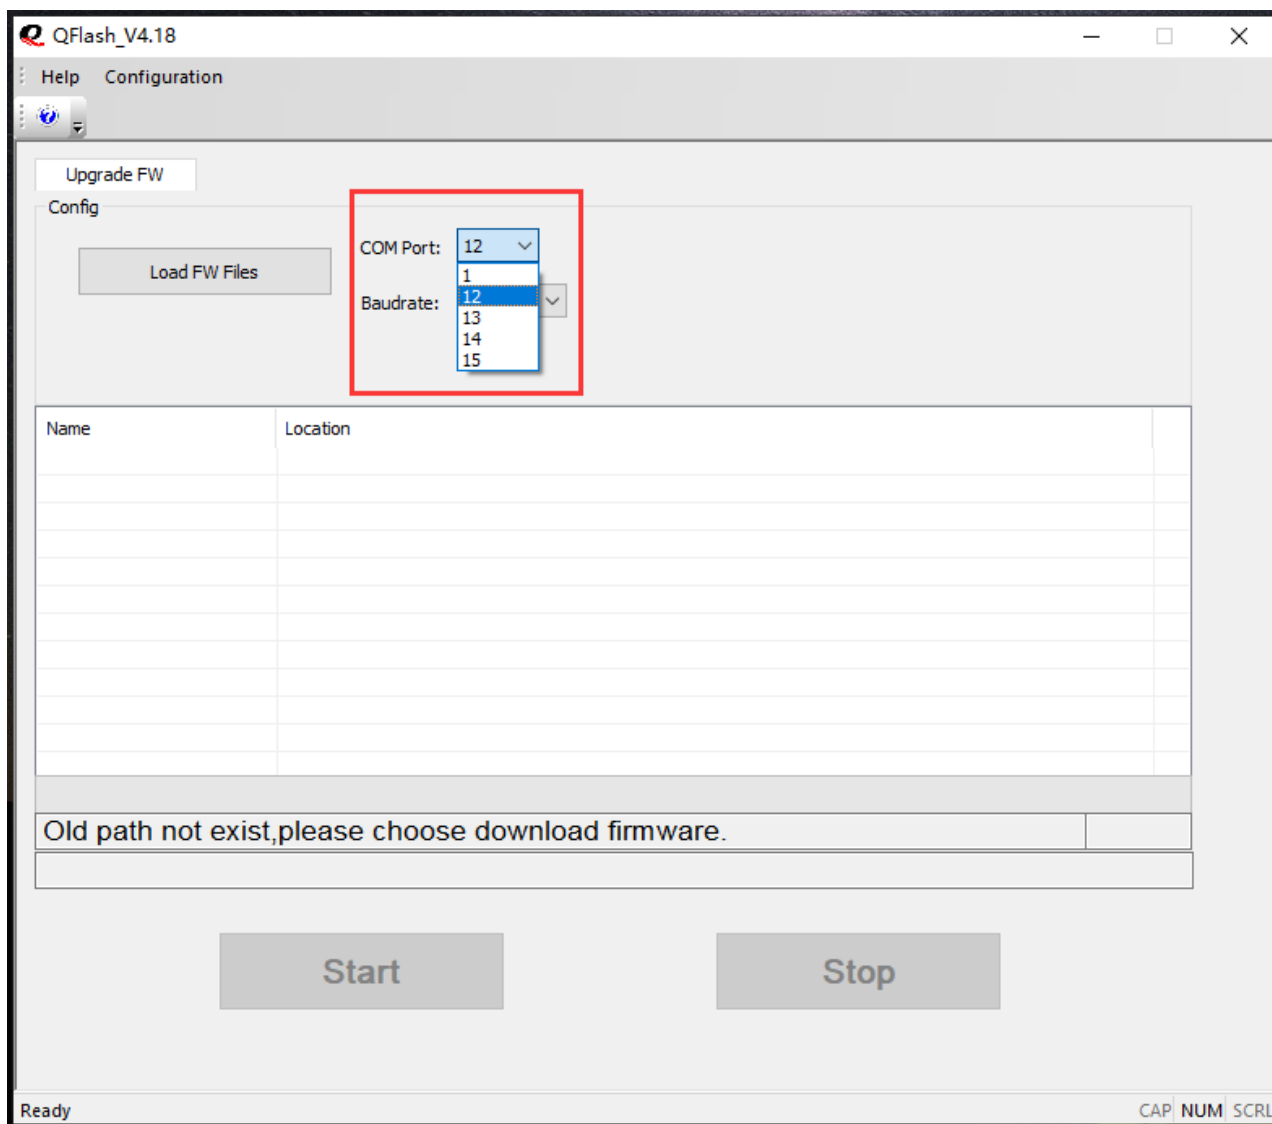 QFlash_V4.18
Help Configuration
Upgrade FW
Config
Load FW Files
COM Port: 12
1
12
13
14
15
Baudrate:
Name Location
Old path not exist,please choose download firmware.
Start Stop
Ready CAP NUM SCRL